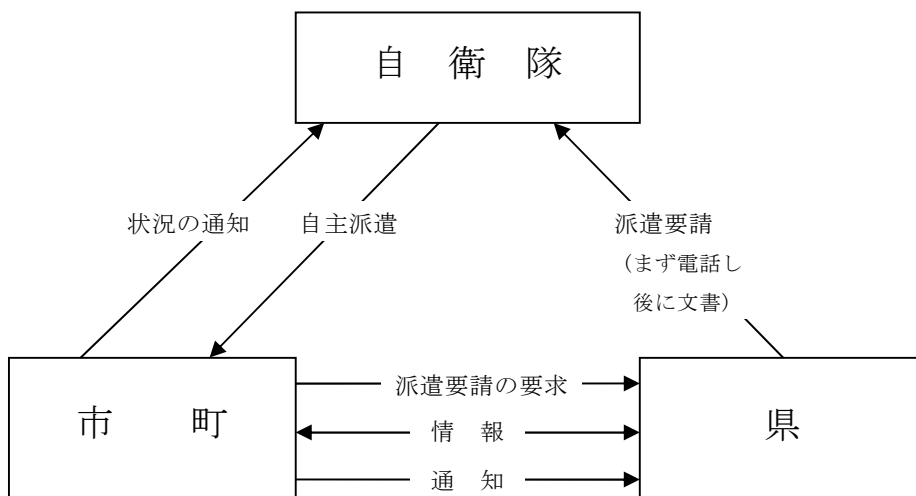 自衛隊
状況の通知
自主派遣
派遣要請
（まず電話し
後に文書）
派遣要請の要求
市町
情報
県
通知